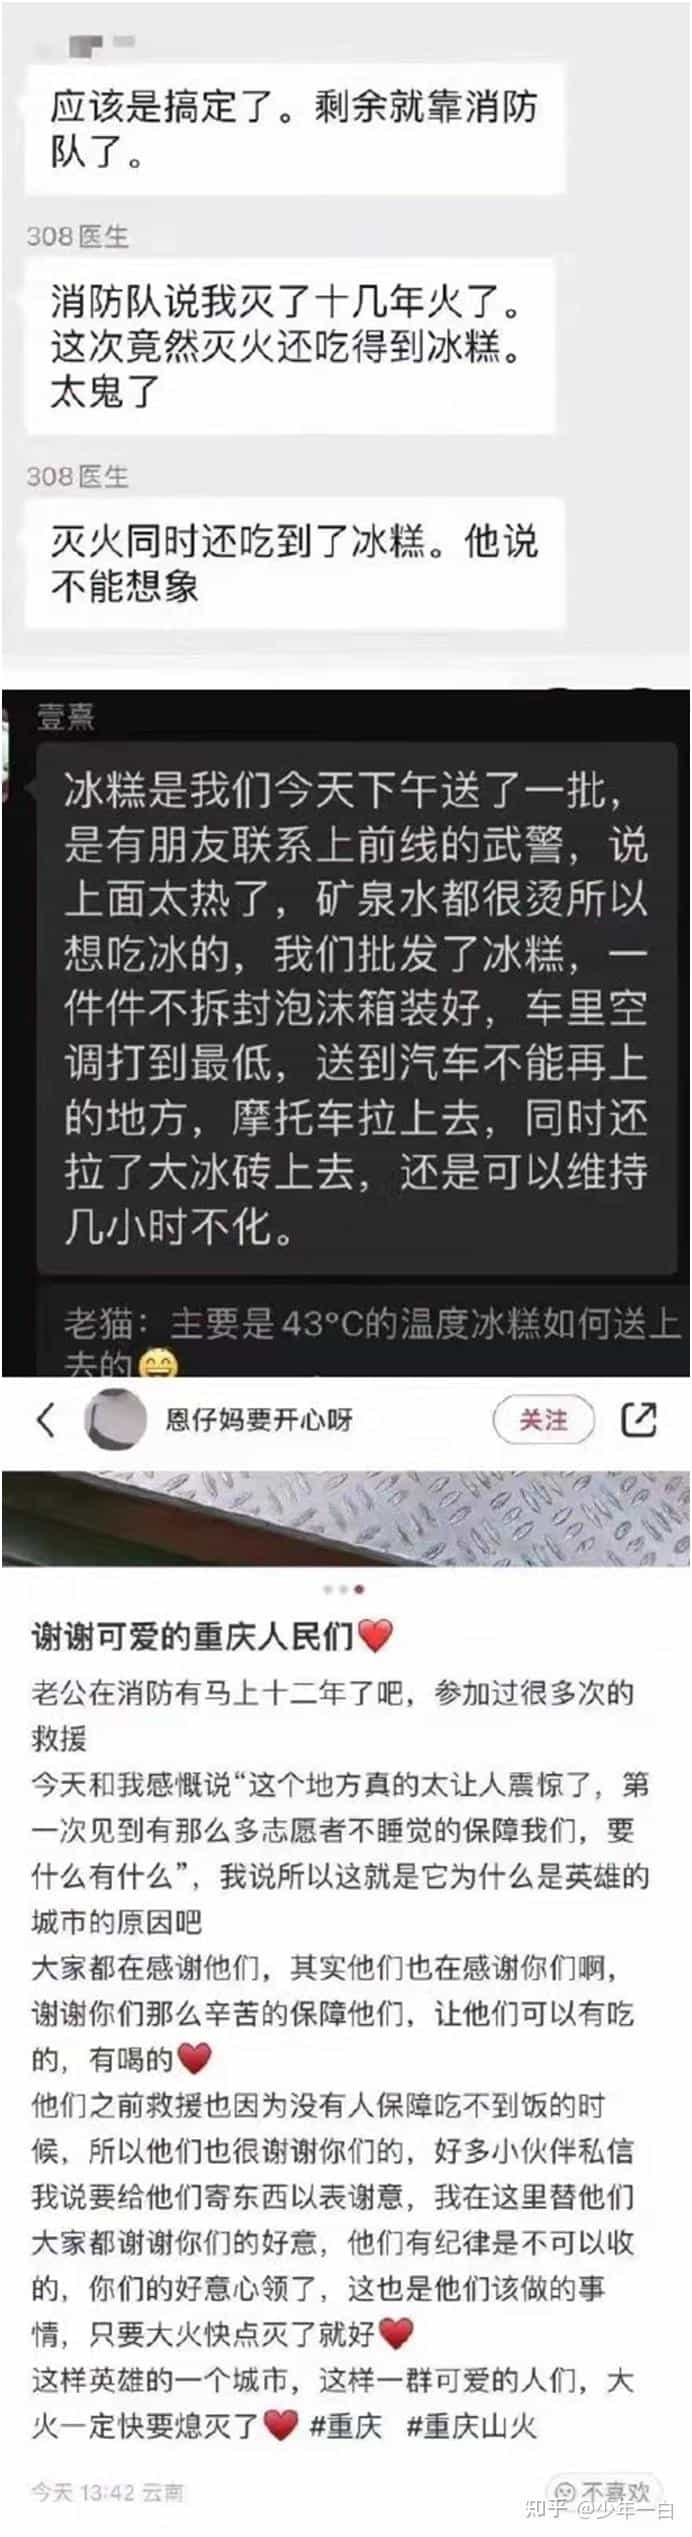 应该是搞定了。剩余就靠消防
队了。
308医生
消防队说我灭了十几年火了。
这次竟然灭火还吃得到冰糕。
太鬼了
308医生
灭火同时还吃到了冰糕。他说
不能想象
壹熹
冰糕是我们今天下午送了一批，
是有朋友联系上前线的武警，说
上面太热了，矿泉水都很烫所以
想吃冰的，我们批发了冰糕，一
件件不拆封泡沫箱装好，车里空
调打到最低，送到汽车不能再上
的地方，摩托车拉上去，同时还
拉了大冰砖上去，还是可以维持
几小时不化。
老猫：主要是43°C的温度冰糕如何送上
去的😄
恩仔妈要开心呀
关注
谢谢可爱的重庆人民们❤️
老公在消防有马上十二年了吧，参加过很多次的
救援
今天和我感慨说“这个地方真的太让人震惊了，第
一次见到有那么多志愿者不睡觉的保障我们，要
什么有什么”，我说所以这就是它为什么是英雄的
城市的原因吧
大家都在感谢他们，其实他们也在感谢你们啊，
谢谢你们那么辛苦的保障他们，让他们可以有吃
的，有喝的❤️
他们之前救援也因为没有人保障吃不到饭的时
候，所以他们也很谢谢你们的，好多小伙伴私信
我说要给他们寄东西以表谢意，我在这里替他们
大家都谢谢你们的好意，他们有纪律是不可以收
的，你们的好意心领了，这也是他们该做的事
情，只要大火快点灭了就好❤️
这样英雄的一个城市，这样一群可爱的人们，大
火一定快要熄灭了❤️ #重庆 #重庆山火
今天 13:42 云南
不喜欢
知乎 @少年一白